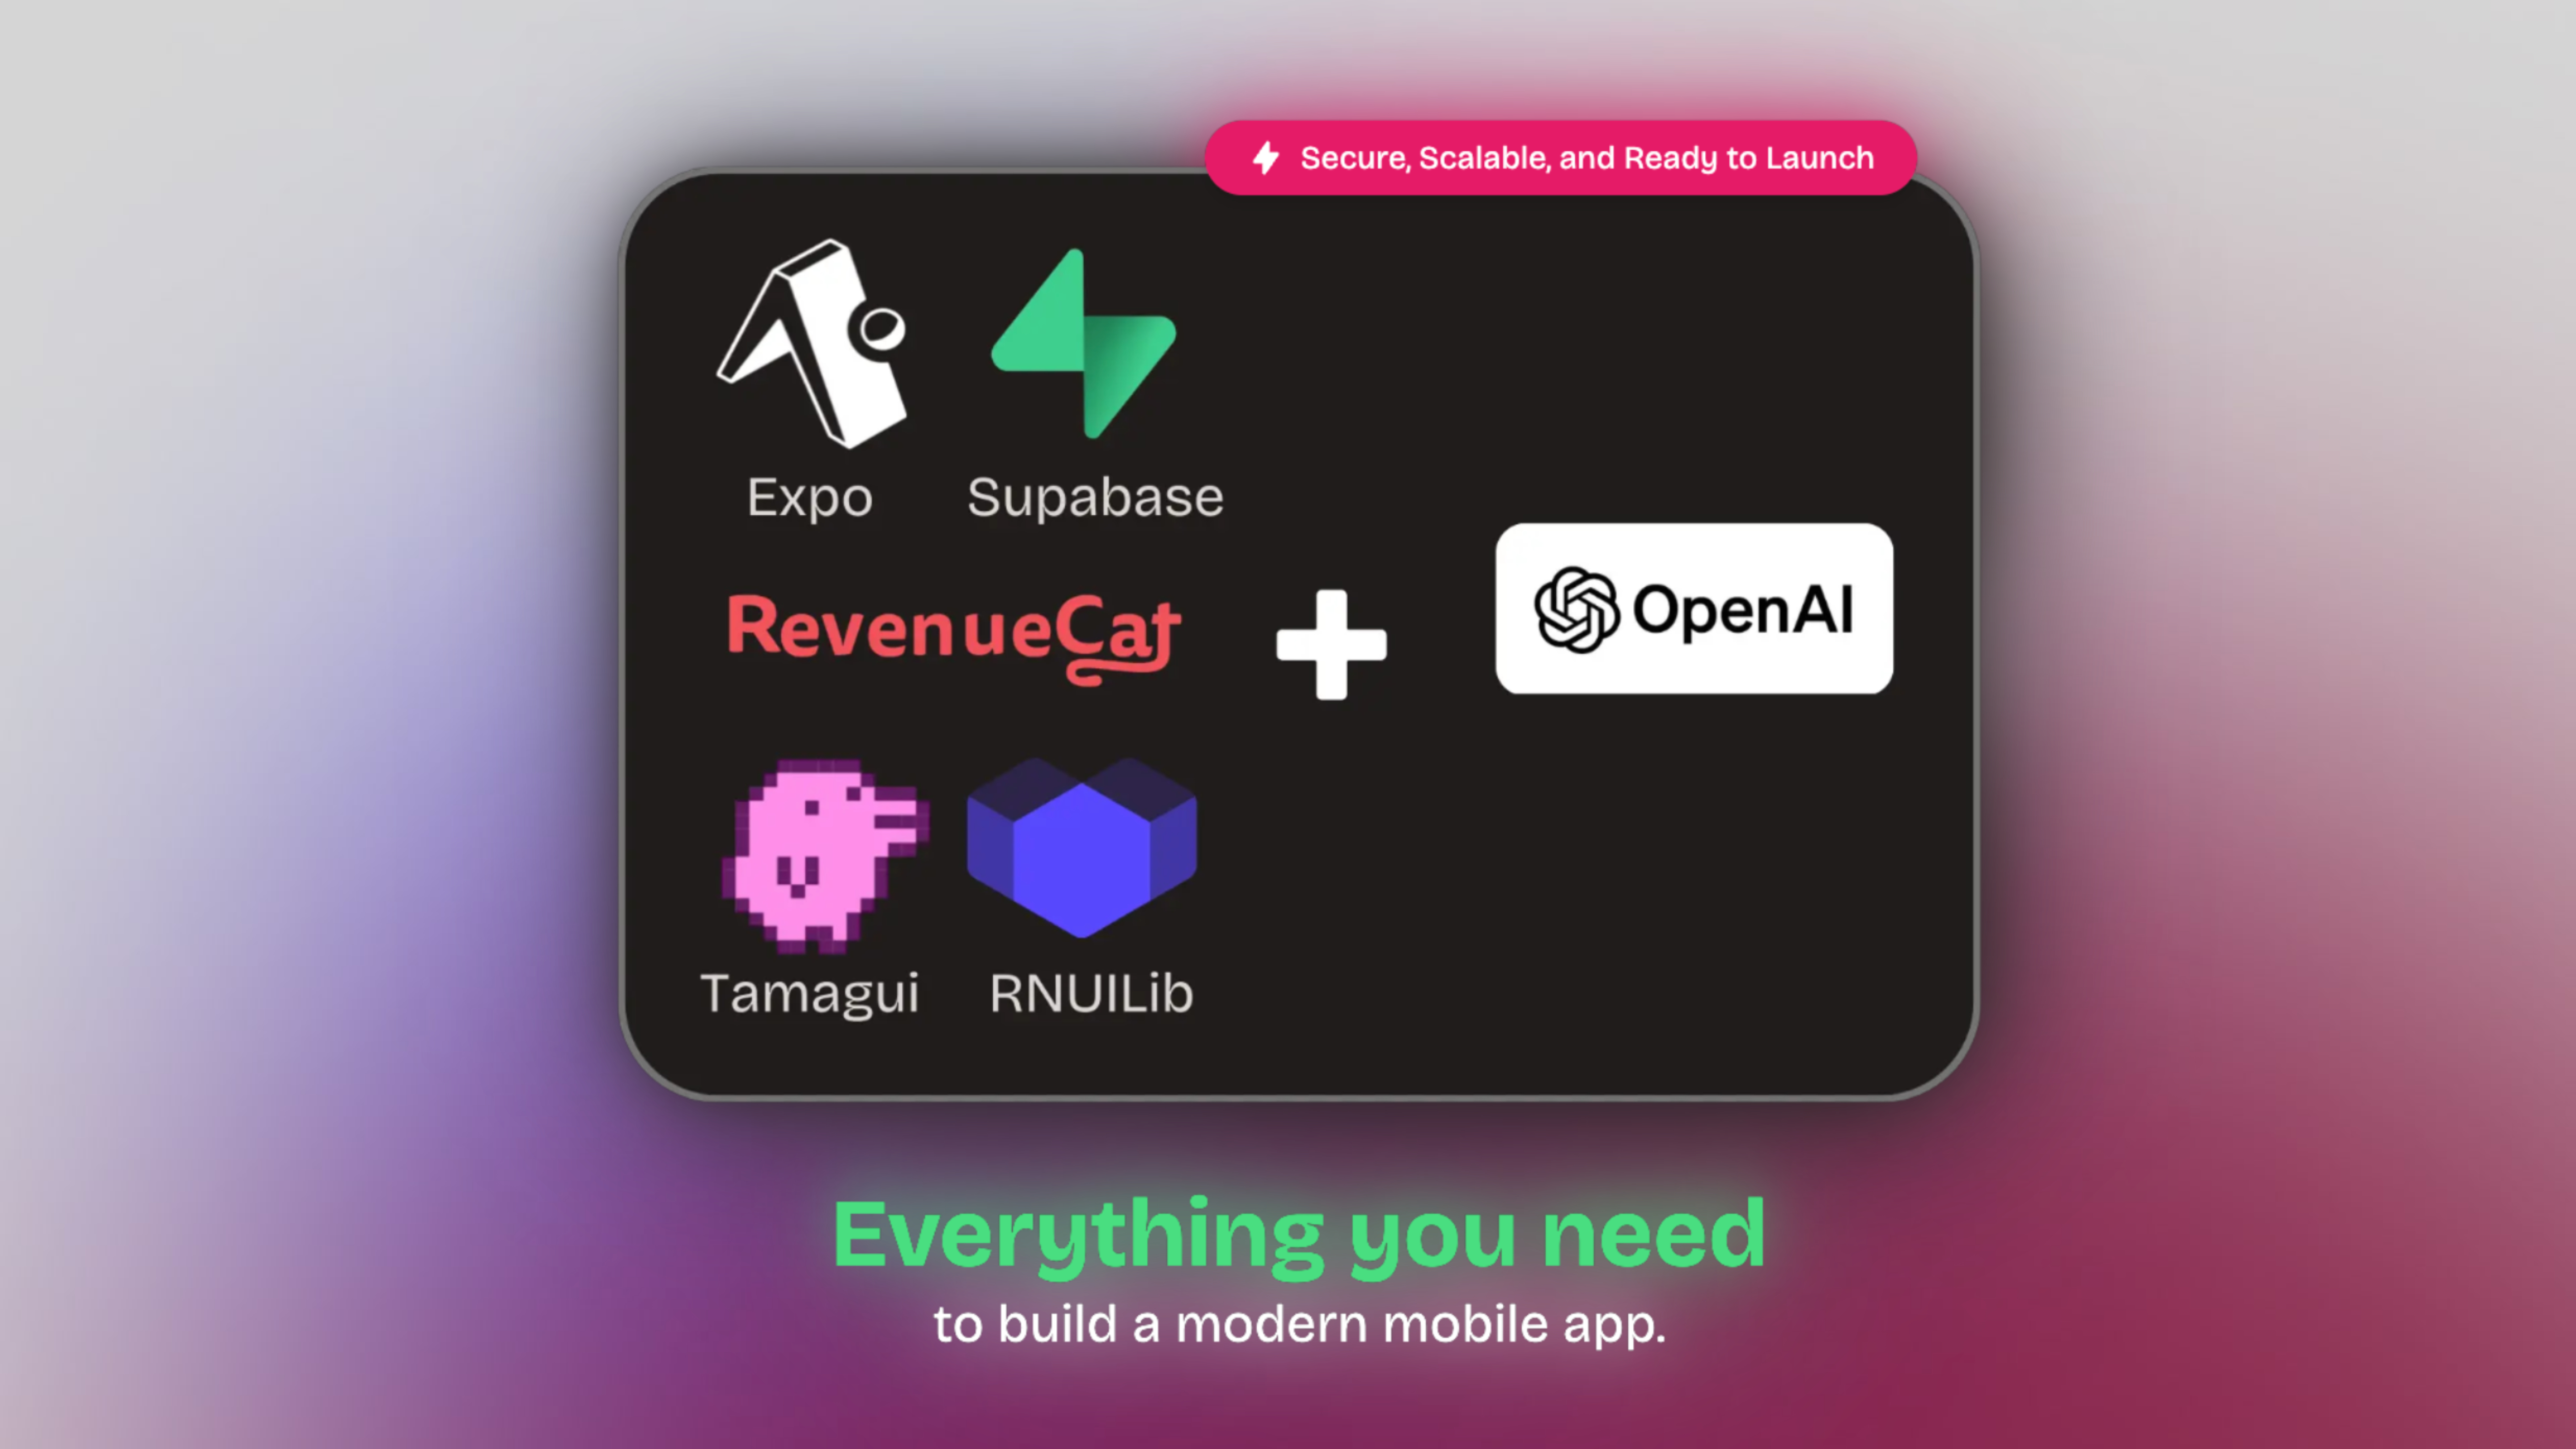 Secure, Scalable, and Ready to Launch
Expo
Supabase
RevenueCat
OpenAI
Tamagui
RNUILib
Everything you need
to build a modern mobile app.